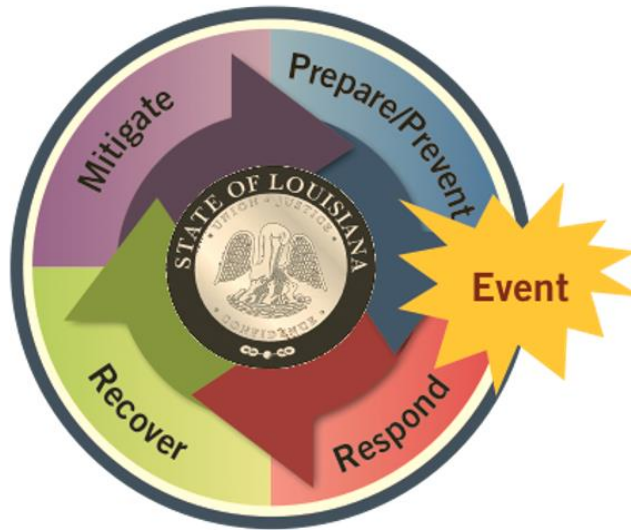 Mitigate
Prepare/Prevent
Event
Respond
Recover
STATE OF LOUISIANA
UNION · JUSTICE
CONFIDENCE